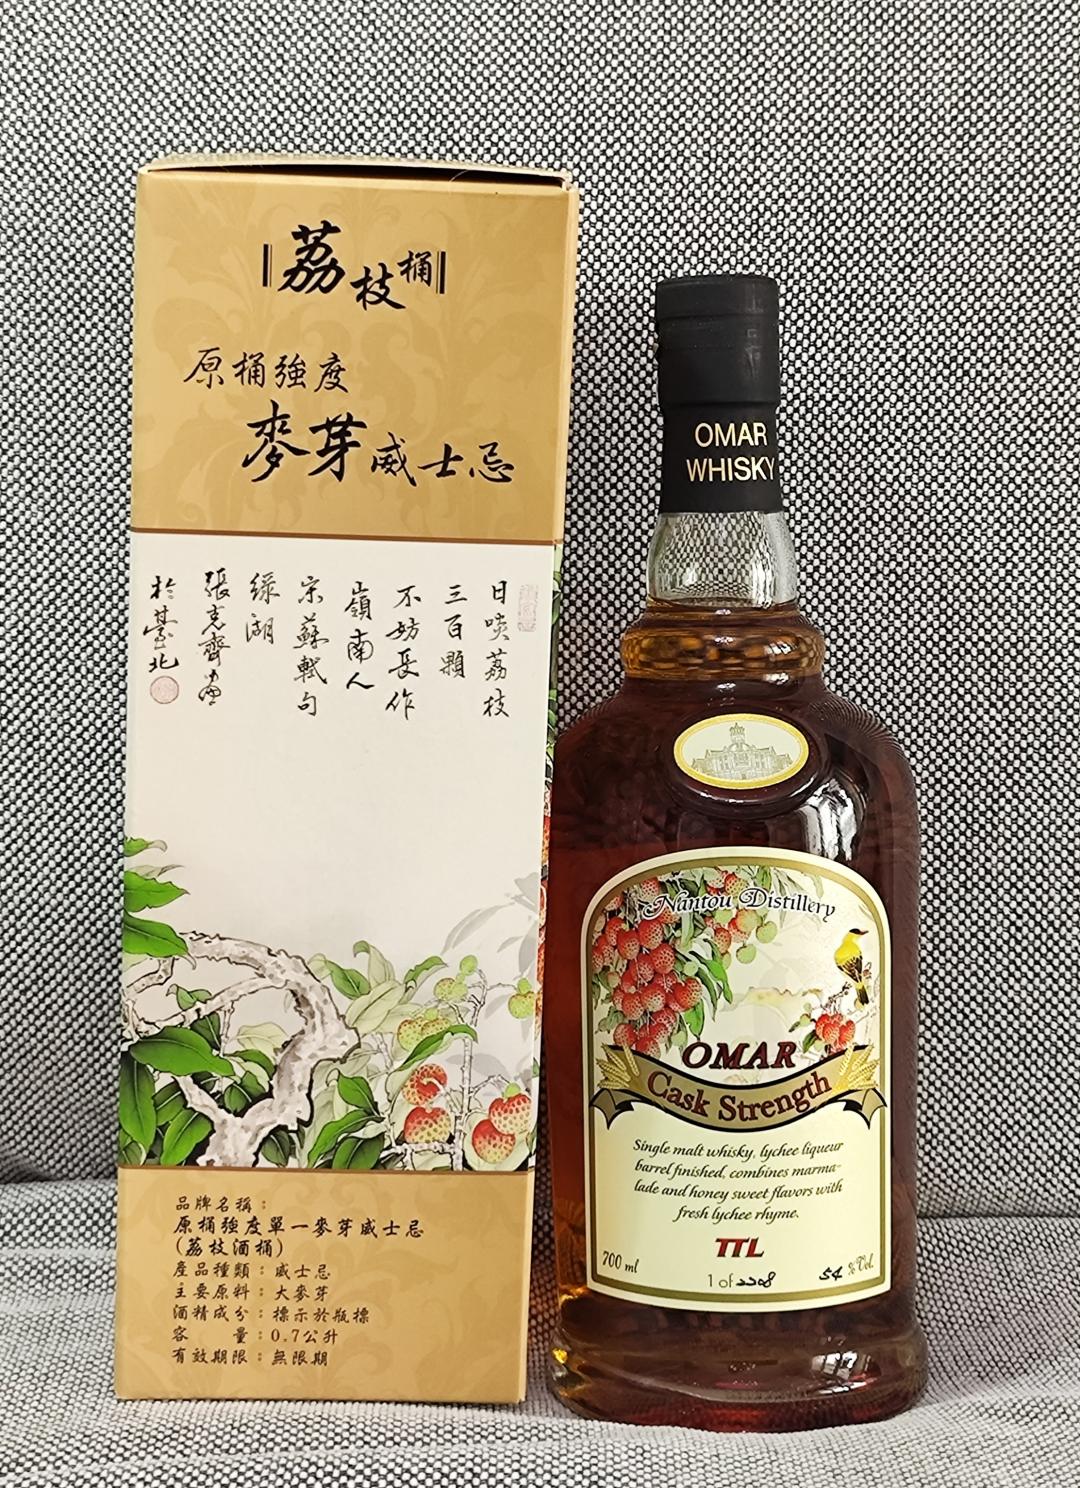 荔枝桶
原桶強度
麥芽威士忌
日啖荔枝
三百顆
不妨長作
嶺南人
宋蘇軾句
綠湖
張克齊畫
於臺北
品牌名稱：
原桶強度單一麥芽威士忌
(荔枝酒桶)
產品種類：威士忌
主要原料：大麥芽
酒精成分：標示於瓶標
容量：0.7公升
有效期限：無限期
OMAR
WHISKY
Nantou Distillery
OMAR
Cask Strength
Single malt whisky, lychee liqueur
barrel finished, combines marma-
lade and honey sweet flavors with
fresh lychee rhyme.
TTL
700 ml
1 of 2208
54 %Vol.